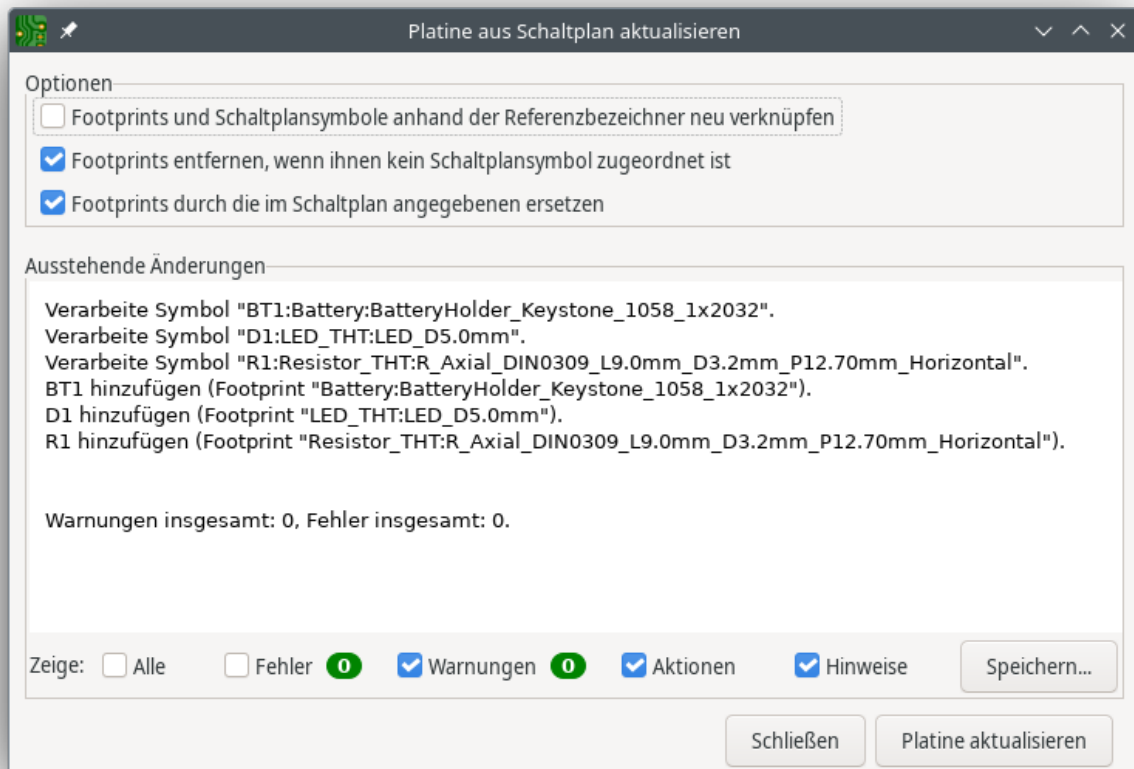 Platine aus Schaltplan aktualisieren
Optionen
Footprints und Schaltplansymbole anhand der Referenzbezeichner neu verknüpfen
Footprints entfernen, wenn ihnen kein Schaltplansymbol zugeordnet ist
Footprints durch die im Schaltplan angegebenen ersetzen
Ausstehende Änderungen
Verarbeite Symbol "BT1:Battery:BatteryHolder_Keystone_1058_1x2032".
Verarbeite Symbol "D1:LED_THT:LED_D5.0mm".
Verarbeite Symbol "R1:Resistor_THT:R_Axial_DIN0309_L9.0mm_D3.2mm_P12.70mm_Horizontal".
BT1 hinzufügen (Footprint "Battery:BatteryHolder_Keystone_1058_1x2032").
D1 hinzufügen (Footprint "LED_THT:LED_D5.0mm").
R1 hinzufügen (Footprint "Resistor_THT:R_Axial_DIN0309_L9.0mm_D3.2mm_P12.70mm_Horizontal").
Warnungen insgesamt: 0, Fehler insgesamt: 0.
Zeige: Alle Fehler 0 Warnungen 0 Aktionen Hinweise Speichern...
Schließen Platine aktualisieren